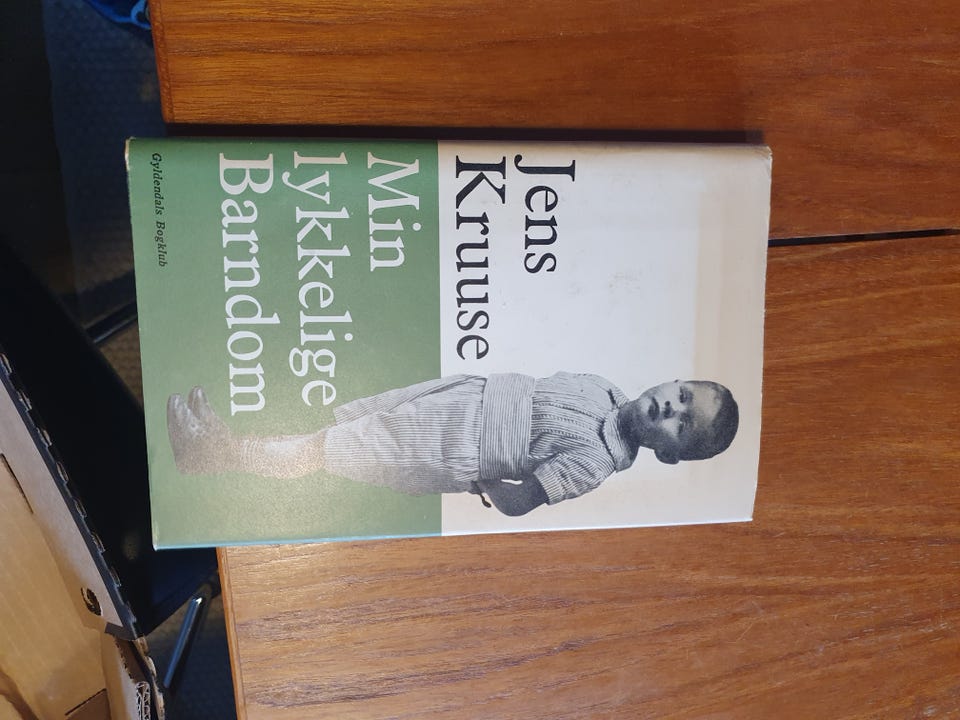 Jens
Kruuse
Min
lykkelige
Barndom
Gyldendals Bogklub